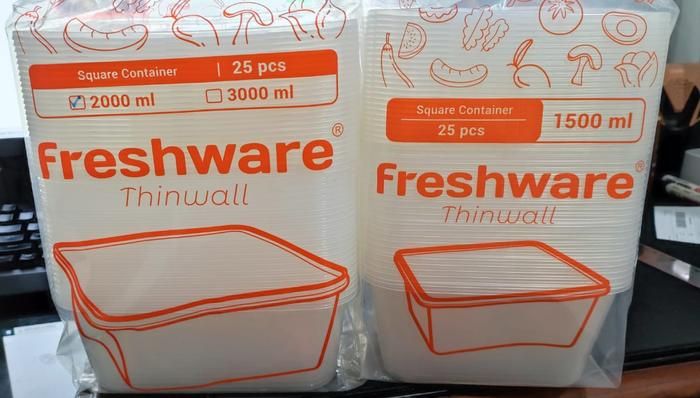 Square Container | 25 pcs
2000 ml 3000 ml
Freshware®
Thinwall
Square Container
25 pcs
1500 ml
Freshware®
Thinwall